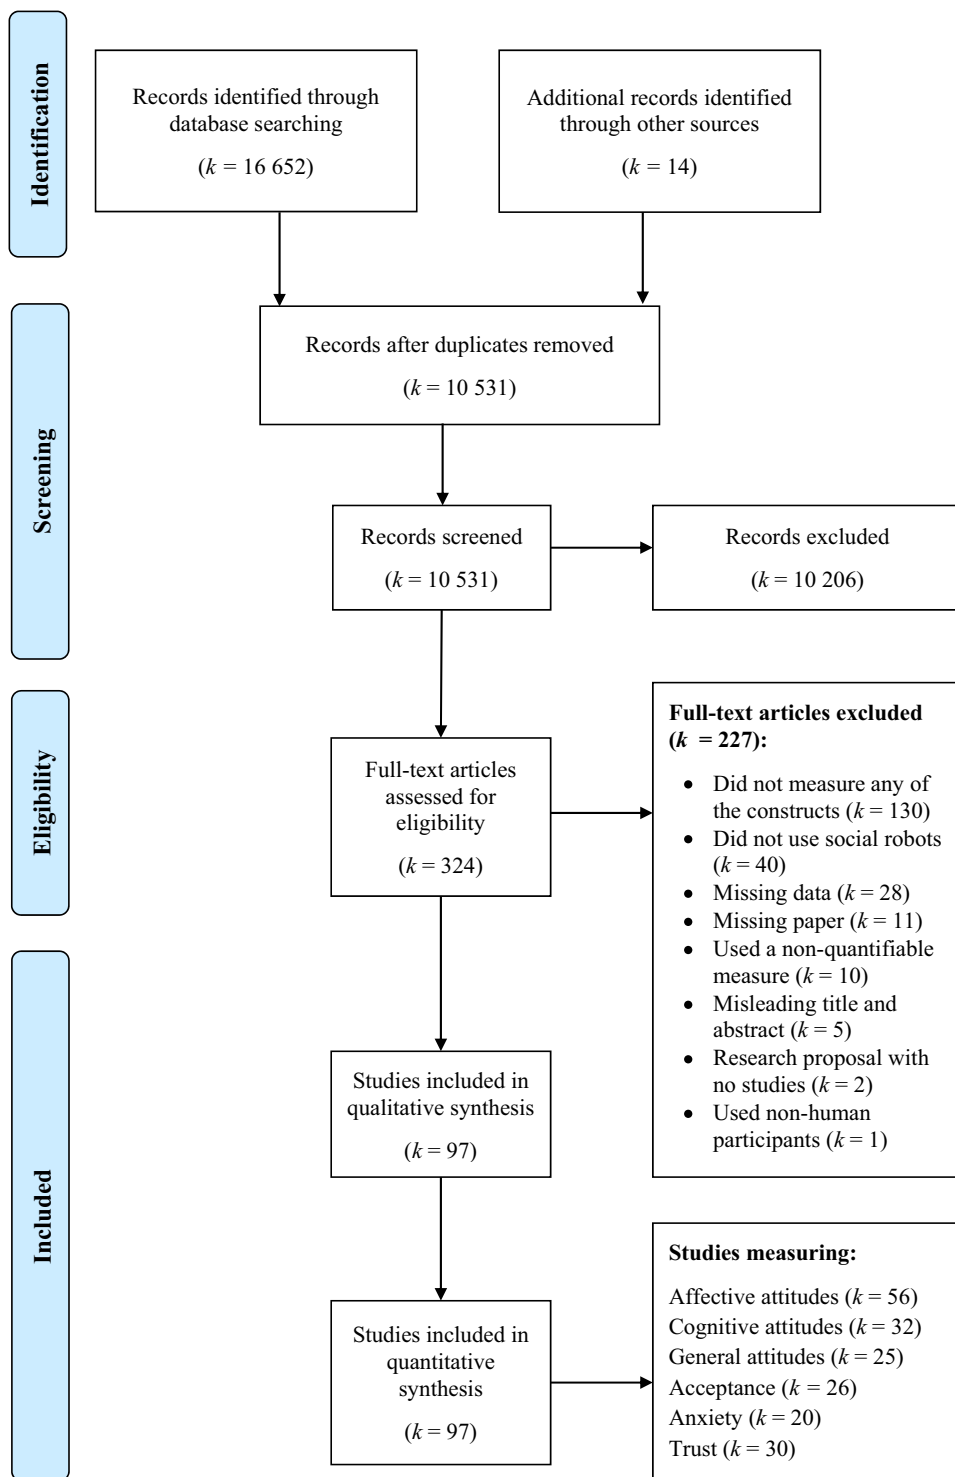 Identification
Records identified through
database searching
(k = 16 652)
Additional records identified
through other sources
(k = 14)
Screening
Records after duplicates removed
(k = 10 531)
Records screened
(k = 10 531)
Records excluded
(k = 10 206)
Eligibility
Full-text articles
assessed for
eligibility
(k = 324)
Full-text articles excluded
(k = 227):
• Did not measure any of
the constructs (k = 130)
• Did not use social robots
(k = 40)
• Missing data (k = 28)
• Missing paper (k = 11)
• Used a non-quantifiable
measure (k = 10)
• Misleading title and
abstract (k = 5)
• Research proposal with
no studies (k = 2)
• Used non-human
participants (k = 1)
Included
Studies included in
qualitative synthesis
(k = 97)
Studies included in
quantitative
synthesis
(k = 97)
Studies measuring:
Affective attitudes (k = 56)
Cognitive attitudes (k = 32)
General attitudes (k = 25)
Acceptance (k = 26)
Anxiety (k = 20)
Trust (k = 30)